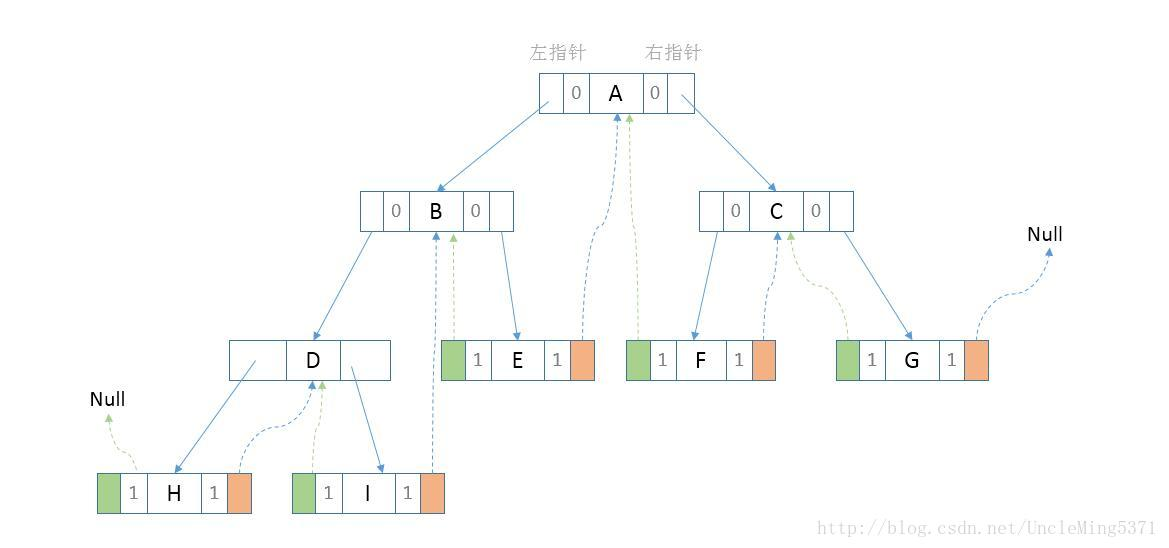 左指针 右指针
0 A 0
0 B 0 0 C 0
Null
D 1 E 1 1 F 1 1 G 1
Null
1 H 1 1 I 1
http://blog.csdn.net/UncleMing5371